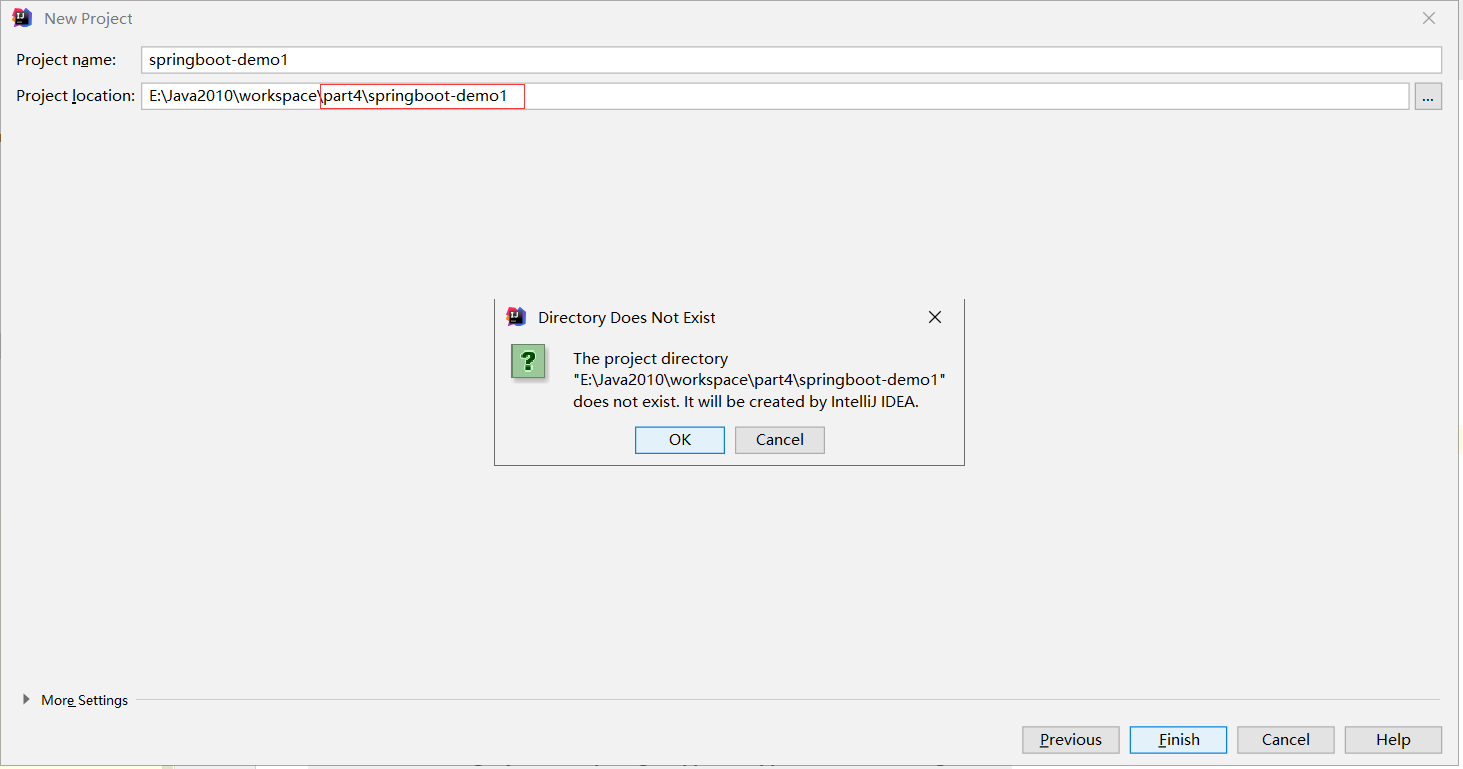 New Project
Project name: springboot-demo1
Project location: E:\Java2010\workspace\part4\springboot-demo1 ...
Directory Does Not Exist
The project directory
"E:\Java2010\workspace\part4\springboot-demo1"
does not exist. It will be created by IntelliJ IDEA.
OK Cancel
More Settings
Previous Finish Cancel Help